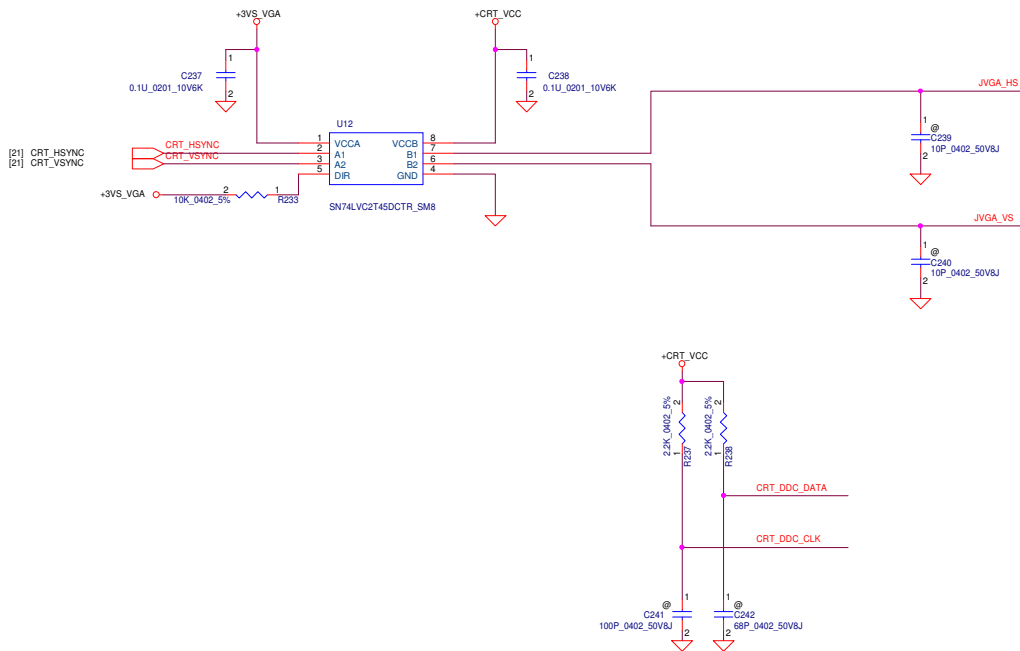 +3VS_VGA
+CRT_VCC
1
C237
0.1U_0201_10V6K
2
1
C238
0.1U_0201_10V6K
2
JVGA_HS
1
@
C239
10P_0402_50V8J
2
U12
[21] CRT_HSYNC
CRT_HSYNC
[21] CRT_VSYNC
CRT_VSYNC
1 VCCA VCCB 8
2 A1 B1 7
3 A2 B2 6
5 DIR GND 4
+3VS_VGA
2
1
10K_0402_5%
R233
SN74LVC2T45DCTR_SM8
JVGA_VS
1
@
C240
10P_0402_50V8J
2
+CRT_VCC
2
2.2K_0402_5%
1
R237
2
2.2K_0402_5%
1
R238
CRT_DDC_DATA
CRT_DDC_CLK
@
1
C241
100P_0402_50V8J
2
1
@
C242
68P_0402_50V8J
2